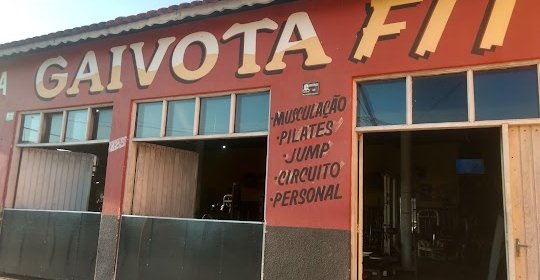 A GAIVOTA FIT
• MUSCULAÇÃO
• PILATES
• JUMP
• CIRCUITO
• PERSONAL